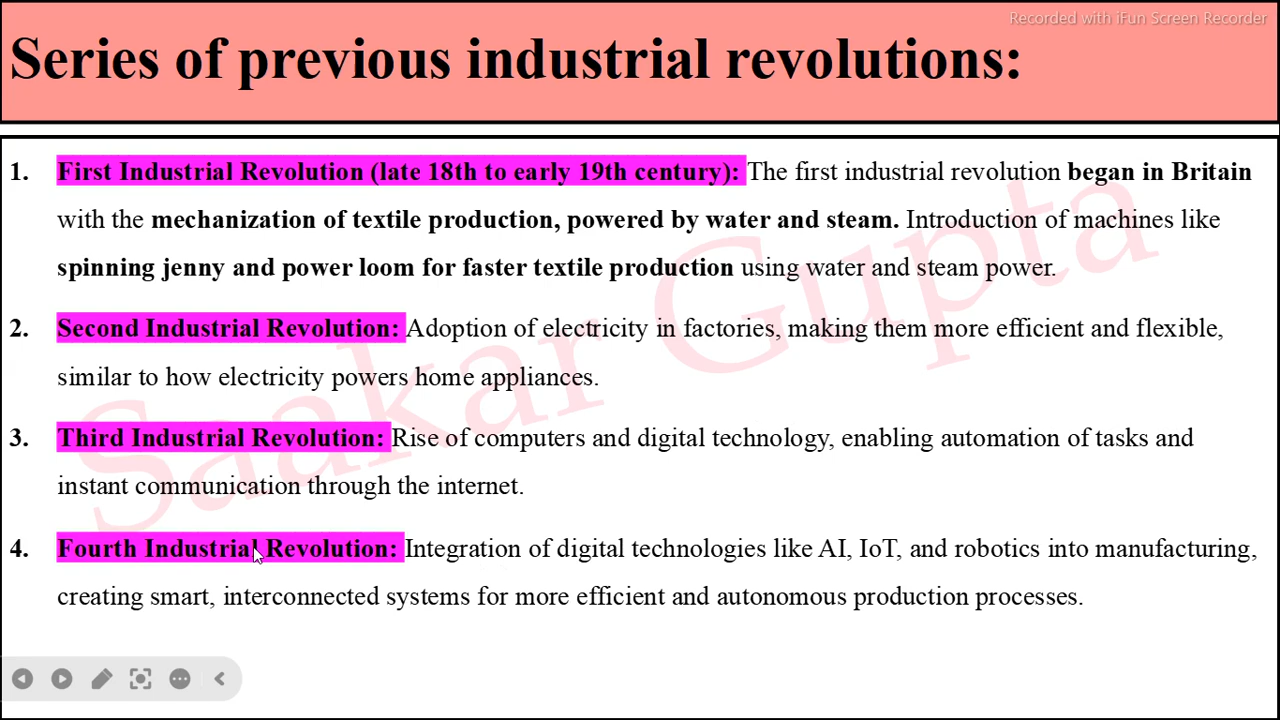 Recorded with iFun Screen Recorder
Series of previous industrial revolutions:
1. First Industrial Revolution (late 18th to early 19th century): The first industrial revolution began in Britain
with the mechanization of textile production, powered by water and steam. Introduction of machines like
spinning jenny and power loom for faster textile production using water and steam power.
2. Second Industrial Revolution: Adoption of electricity in factories, making them more efficient and flexible,
similar to how electricity powers home appliances.
3. Third Industrial Revolution: Rise of computers and digital technology, enabling automation of tasks and
instant communication through the internet.
4. Fourth Industrial Revolution: Integration of digital technologies like AI, IoT, and robotics into manufacturing,
creating smart, interconnected systems for more efficient and autonomous production processes.
Saakar Gupta